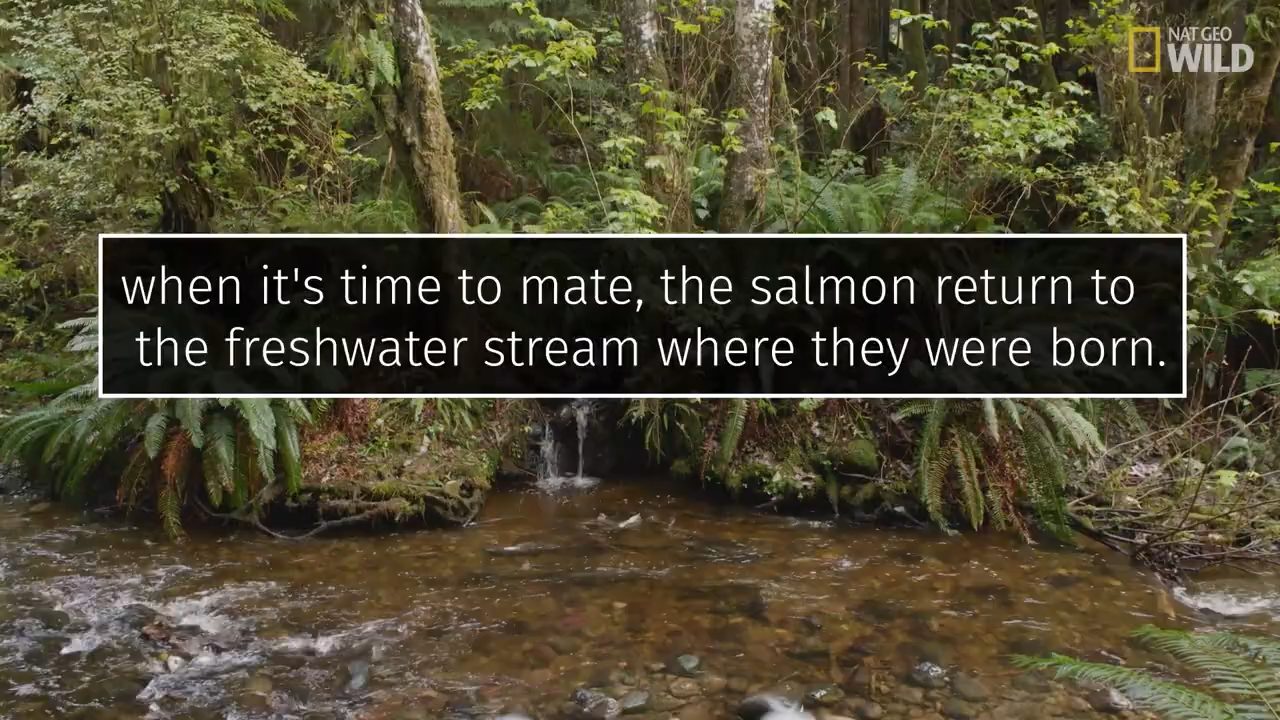 NAT GEO
WILD
when it's time to mate, the salmon return to
the freshwater stream where they were born.